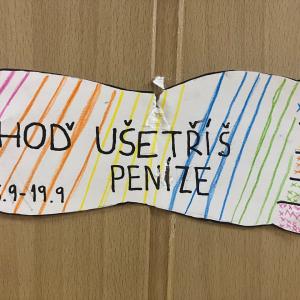 HOĎ UŠETŘÍŠ
PENÍZE
.9-19.9